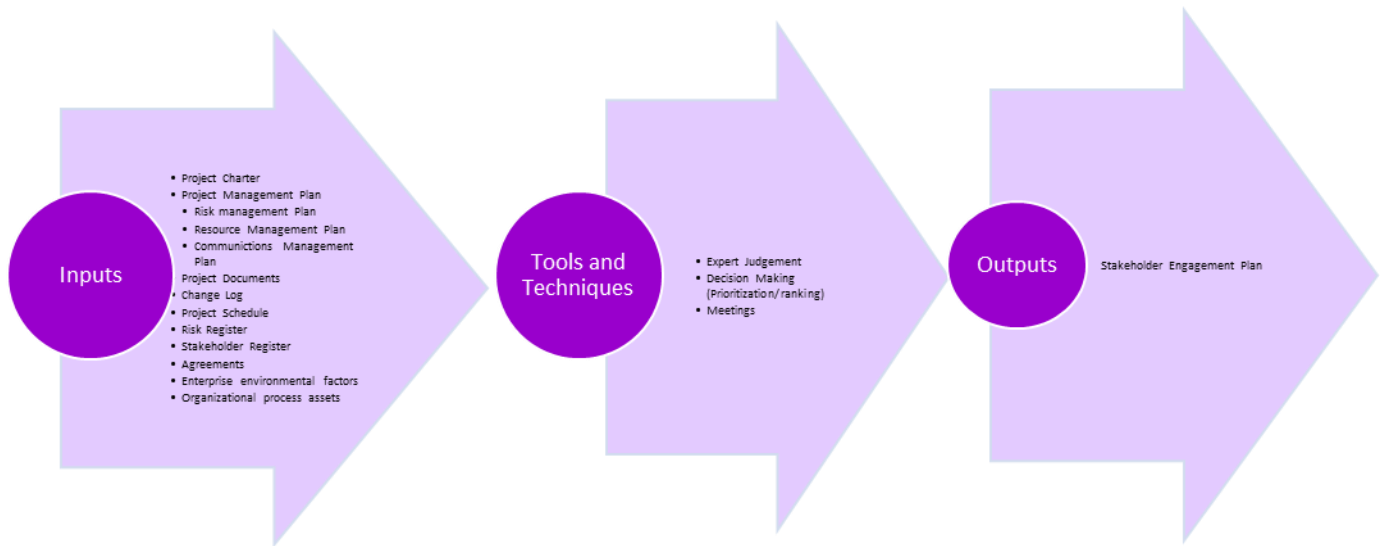 Inputs
• Project Charter
• Project Management Plan
• Risk management Plan
• Resource Management Plan
• Communictions Management
Plan
Project Documents
• Change Log
• Project Schedule
• Risk Register
• Stakeholder Register
• Agreements
• Enterprise environmental factors
• Organizational process assets
Tools and
Techniques
• Expert Judgement
• Decision Making
(Prioritization/ranking)
• Meetings
Outputs
Stakeholder Engagement Plan